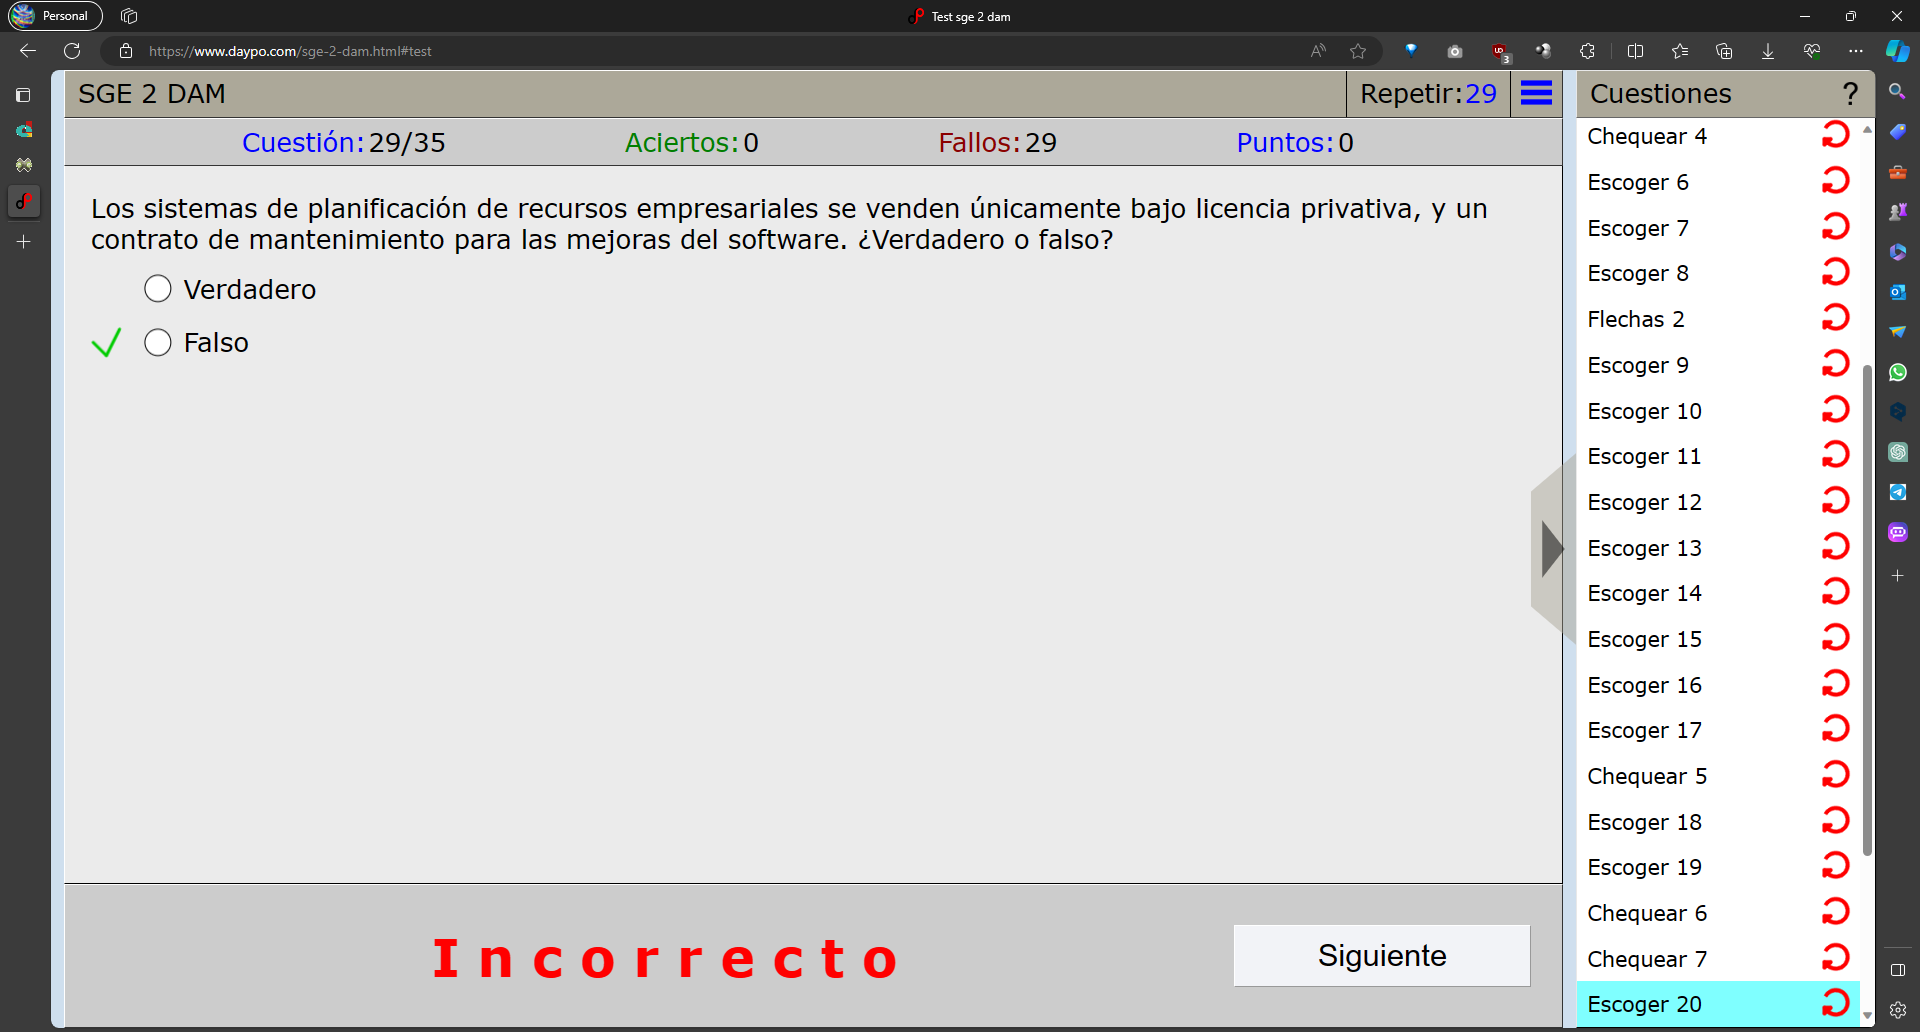 Personal
Test sge 2 dam
https://www.daypo.com/sge-2-dam.html#test
SGE 2 DAM
Repetir:29
Cuestiones
?
Cuestión:29/35
Aciertos:0
Fallos:29
Puntos:0
Los sistemas de planificación de recursos empresariales se venden únicamente bajo licencia privativa, y un
contrato de mantenimiento para las mejoras del software. ¿Verdadero o falso?
Verdadero
Falso
Incorrecto
Siguiente
Chequear 4
Escoger 6
Escoger 7
Escoger 8
Flechas 2
Escoger 9
Escoger 10
Escoger 11
Escoger 12
Escoger 13
Escoger 14
Escoger 15
Escoger 16
Escoger 17
Chequear 5
Escoger 18
Escoger 19
Chequear 6
Chequear 7
Escoger 20
3